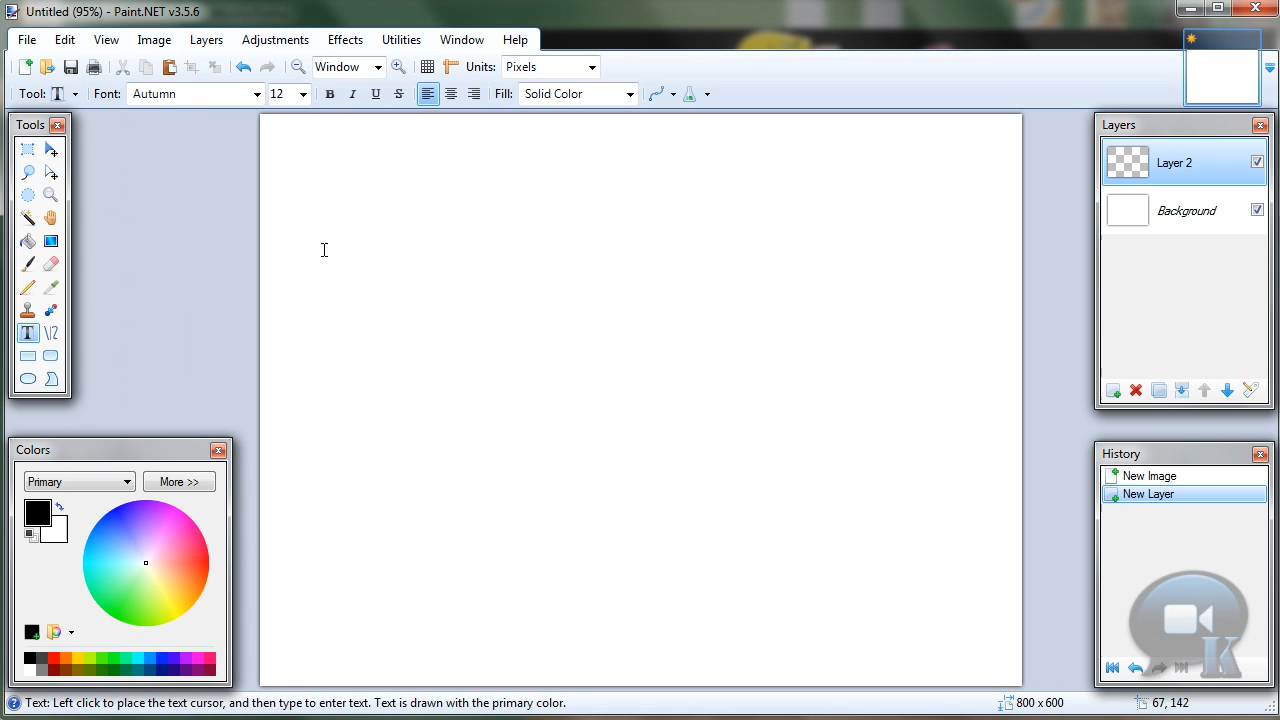 Untitled (95%) - Paint.NET v3.5.6
File Edit View Image Layers Adjustments Effects Utilities Window Help
Window Units: Pixels
Tool: T Font: Autumn 12 B I U S Fill: Solid Color
Tools
T
Layers
Layer 2
Background
Colors
Primary More >>
History
New Image
New Layer
K
Text: Left click to place the text cursor, and then type to enter text. Text is drawn with the primary color. 800 x 600 67, 142